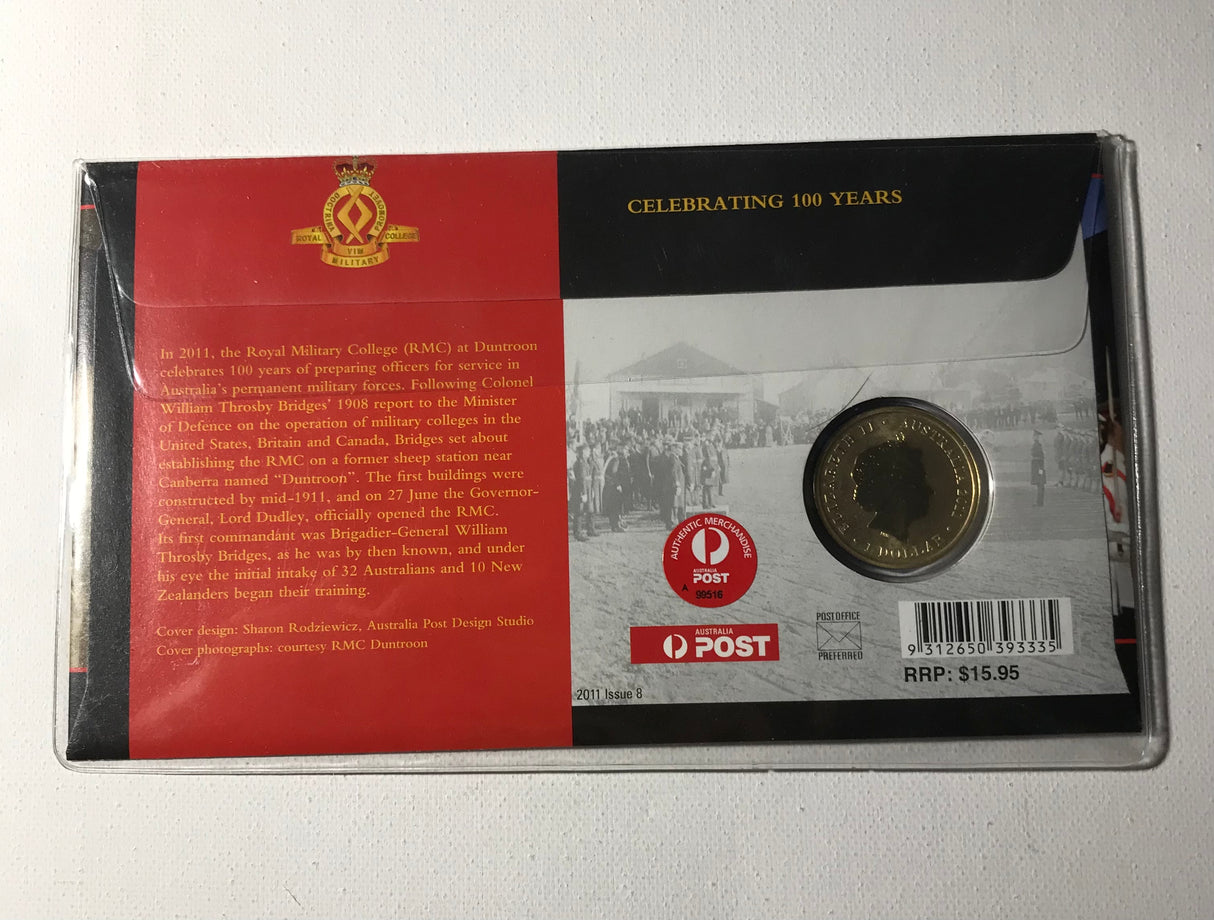 CELEBRATING 100 YEARS
DOCTRINA
VIM
PROMOVET
ROYAL
COLLEGE
MILITARY
In 2011, the Royal Military College (RMC) at Duntroon
celebrates 100 years of preparing officers for service in
Australia's permanent military forces. Following Colonel
William Throsby Bridges' 1908 report to the Minister
of Defence on the operation of military colleges in the
United States, Britain and Canada, Bridges set about
establishing the RMC on a former sheep station near
Canberra named “Duntroon”. The first buildings were
constructed by mid-1911, and on 27 June the Governor-
General, Lord Dudley, officially opened the RMC.
Its first commandant was Brigadier-General William
Throsby Bridges, as he was by then known, and under
his eye the initial intake of 32 Australians and 10 New
Zealanders began their training.
Cover design: Sharon Rodziewicz, Australia Post Design Studio
Cover photographs: courtesy RMC Duntroon
ELIZABETH II
AUSTRALIA 2011
1 DOLLAR
AUTHENTIC MERCHANDISE
AUSTRALIA
POST
A 99516
AUSTRALIA
POST
POST OFFICE
PREFERRED
9 312650 393335
RRP: $15.95
2011 Issue 8